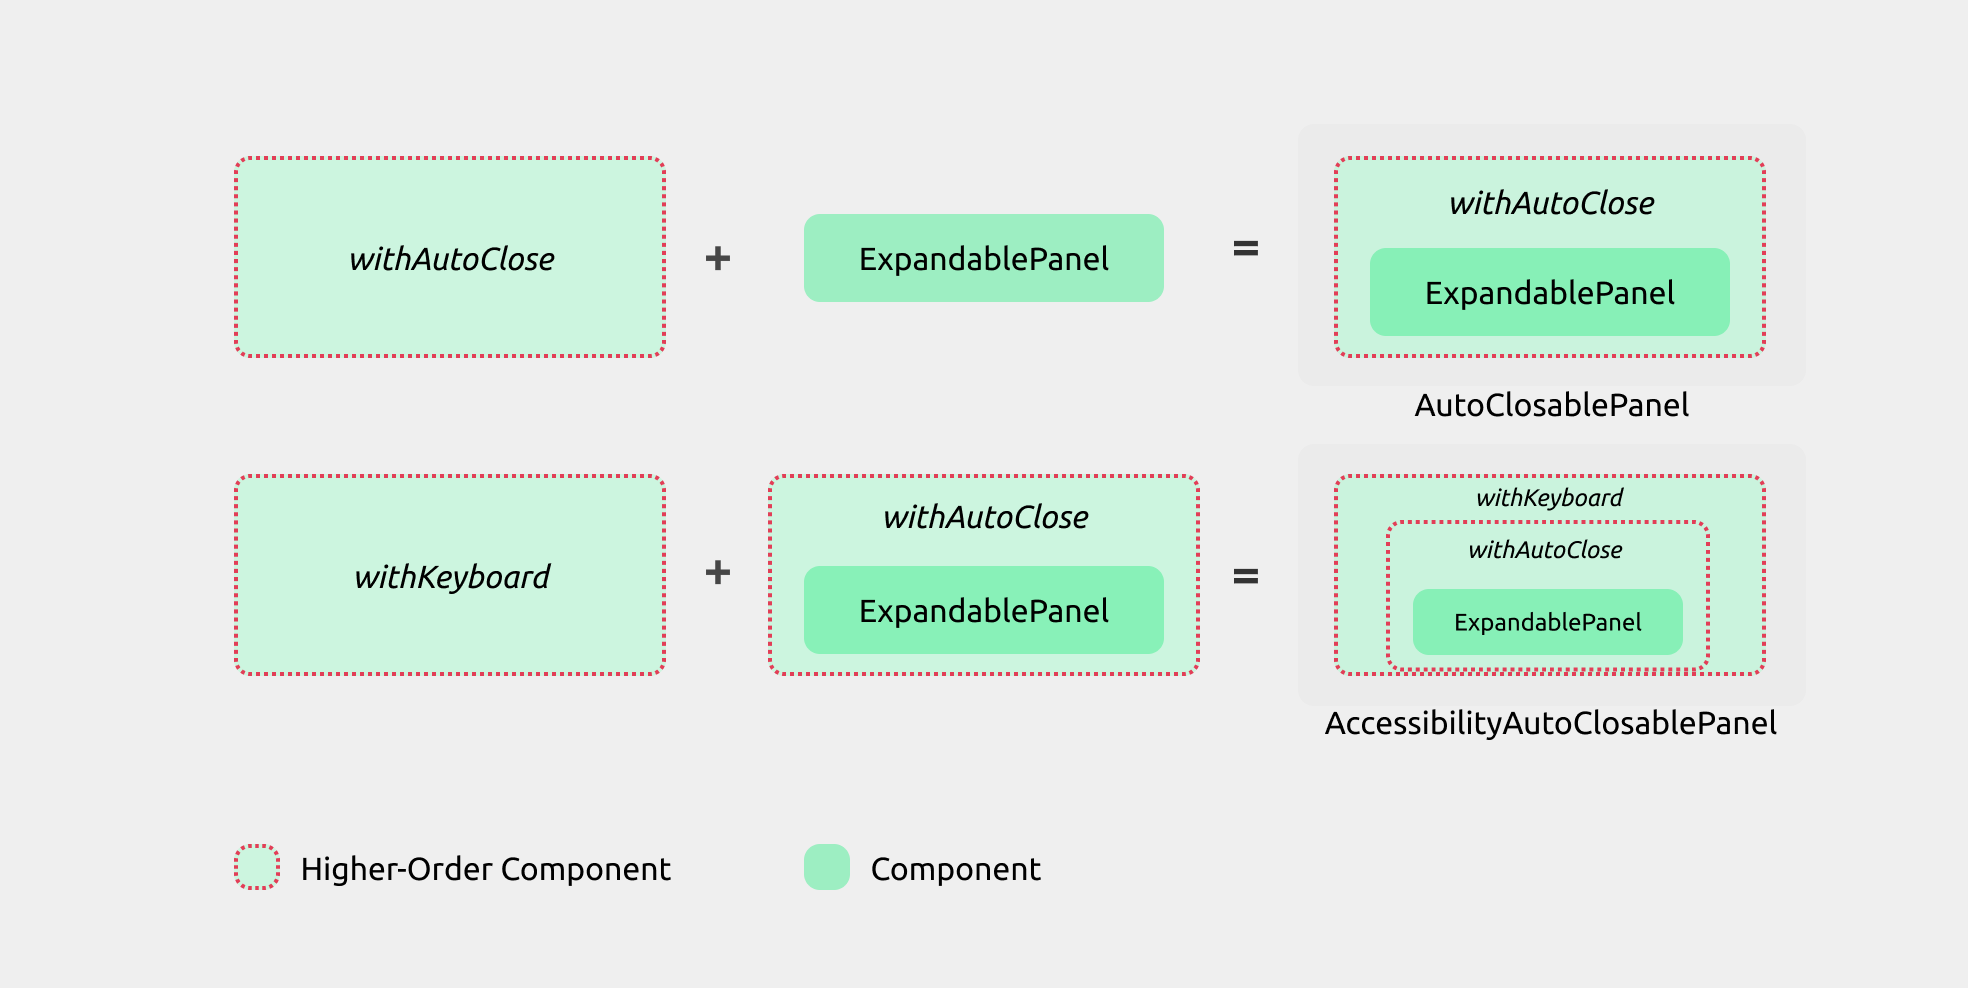 withAutoClose
+
ExpandablePanel
=
withAutoClose
ExpandablePanel
AutoClosablePanel
withKeyboard
+
withAutoClose
ExpandablePanel
=
withKeyboard
withAutoClose
ExpandablePanel
AccessibilityAutoClosablePanel
Higher-Order Component
Component